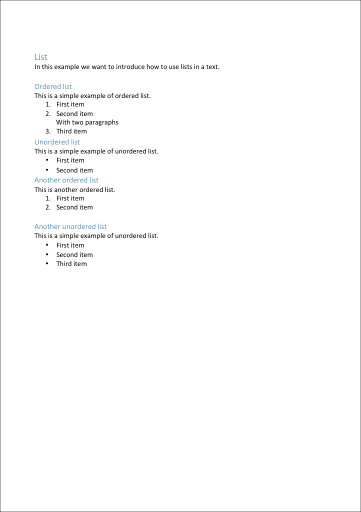 List
In this example we want to introduce how to use lists in a text.
Ordered list
This is a simple example of ordered list.
1. First item
2. Second item
With two paragraphs
3. Third item
Unordered list
This is a simple example of unordered list.
• First item
• Second item
Another ordered list
This is another ordered list.
1. First item
2. Second item
Another unordered list
This is a simple example of unordered list.
• First item
• Second item
• Third item